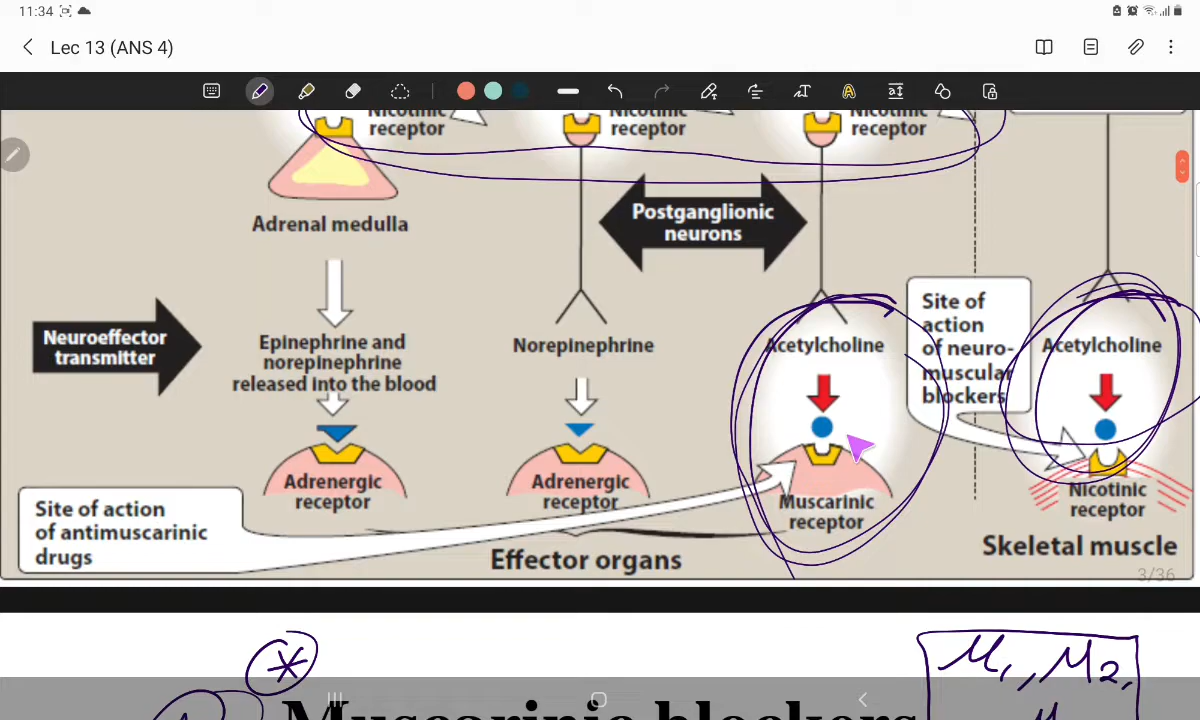 11:34
Lec 13 (ANS 4)
Nicotinic
receptor
Nicotinic
receptor
Nicotinic
receptor
Adrenal medulla
Postganglionic
neurons
Neuroeffector
transmitter
Epinephrine and
norepinephrine
released into the blood
Norepinephrine
Acetylcholine
Site of
action
of neuro-
muscular
blockers
Acetylcholine
Adrenergic
receptor
Adrenergic
receptor
Muscarinic
receptor
Nicotinic
receptor
Site of action
of antimuscarinic
drugs
Effector organs
Skeletal muscle
3/36
M1, M2,
Muscarinic blockers